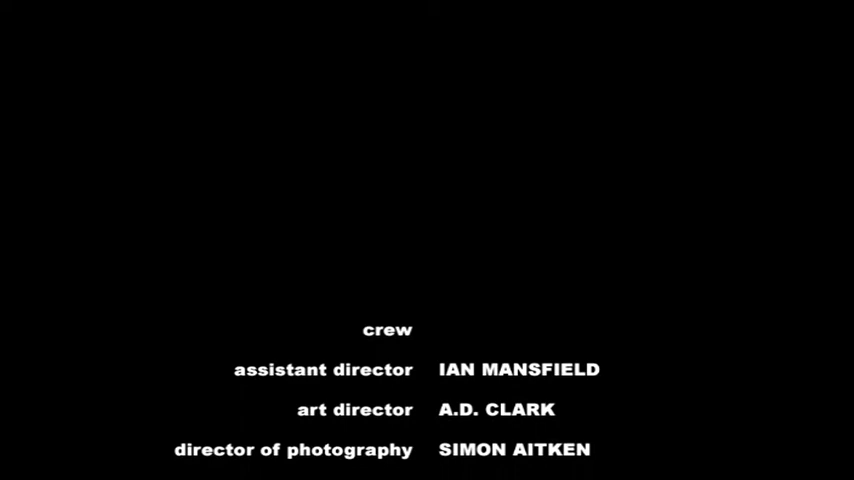 crew
assistant director IAN MANSFIELD
art director A.D. CLARK
director of photography SIMON AITKEN